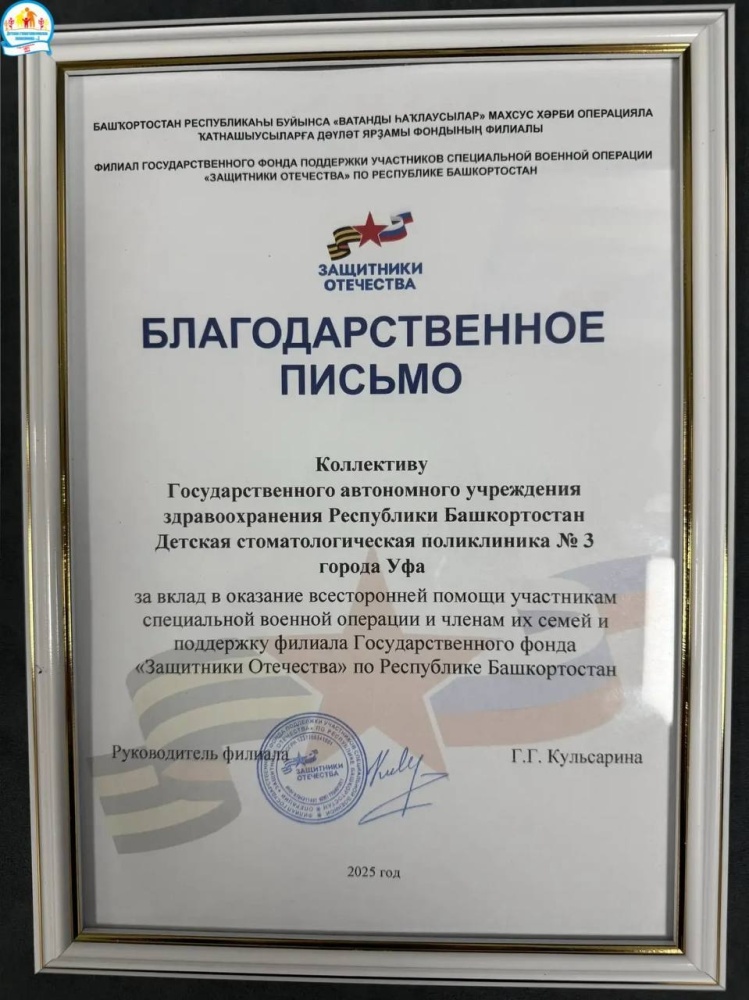 БАШҠОРТОСТАН РЕСПУБЛИКАҺЫ БУЙЫНСА «ВАТАНДЫ ҺАҠЛАУСЫЛАР» МАХСУС ХӘРБИ ОПЕРАЦИЯЛА
ҠАТНАШЫУСЫЛАРҒА ДӘҮЛӘТ ЯРҘАМЫ ФОНДЫНЫҢ ФИЛИАЛЫ
ФИЛИАЛ ГОСУДАРСТВЕННОГО ФОНДА ПОДДЕРЖКИ УЧАСТНИКОВ СПЕЦИАЛЬНОЙ ВОЕННОЙ ОПЕРАЦИИ
«ЗАЩИТНИКИ ОТЕЧЕСТВА» ПО РЕСПУБЛИКЕ БАШКОРТОСТАН
ЗАЩИТНИКИ
ОТЕЧЕСТВА
БЛАГОДАРСТВЕННОЕ
ПИСЬМО
Коллективу
Государственного автономного учреждения
здравоохранения Республики Башкортостан
Детская стоматологическая поликлиника № 3
города Уфа
за вклад в оказание всесторонней помощи участникам
специальной военной операции и членам их семей и
поддержку филиала Государственного фонда
«Защитники Отечества» по Республике Башкортостан
Руководитель филиала
ЗАЩИТНИКИ
ОТЕЧЕСТВА
Г.Г. Кульсарина
2025 год